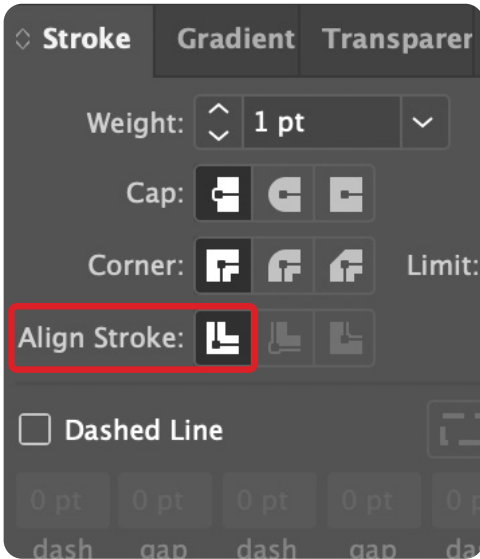 Stroke Gradient Transparer
Weight: 1 pt
Cap:
Corner: Limit:
Align Stroke:
Dashed Line
0 pt 0 pt 0 pt 0 pt 0 p
dash gap dash gap da